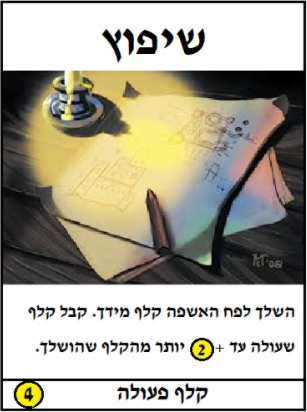 שיפוץ
השלך לפח האשפה קלף מידך. קבל קלף
שעולה עד +2 יותר מהקלף שהושלך.
קלף פעולה
4